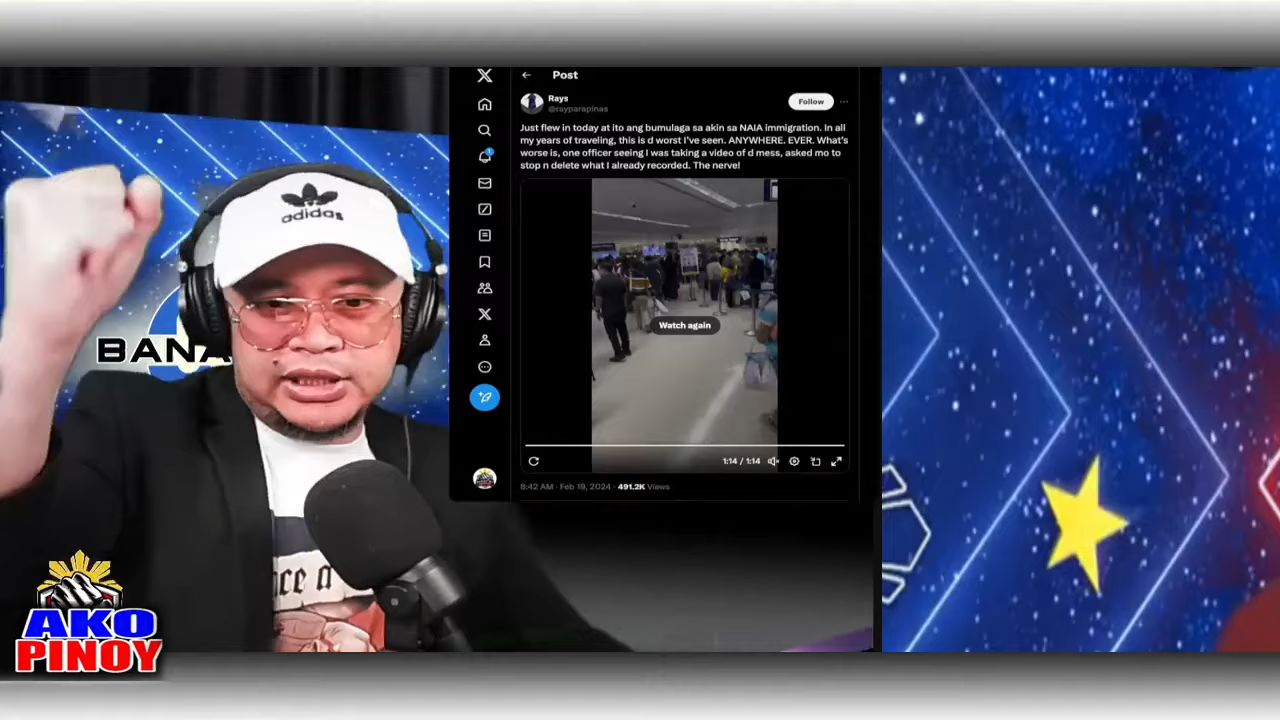 Post
Rays
@rayparapinas
Follow
Just flew in today at ito ang bumulaga sa akin sa NAIA immigration. In all
my years of traveling, this is d worst I've seen. ANYWHERE. EVER. What's
worse is, one officer seeing I was taking a video of d mess, asked mo to
stop n delete what I already recorded. The nerve!
Watch again
1:14 / 1:14
8:42 AM · Feb 19, 2024 · 491.2K Views
adidas
BANA
nce n
AKO
PINOY